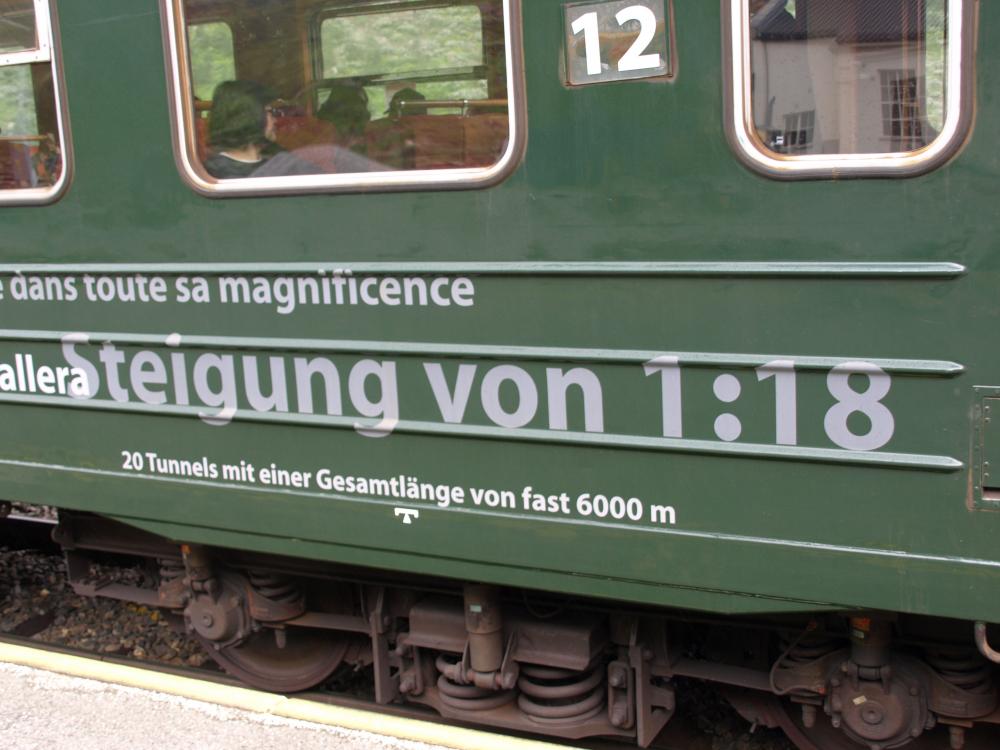 12
dans toute sa magnificence
allera
Steigung von 1:18
20 Tunnels mit einer Gesamtlänge von fast 6000 m